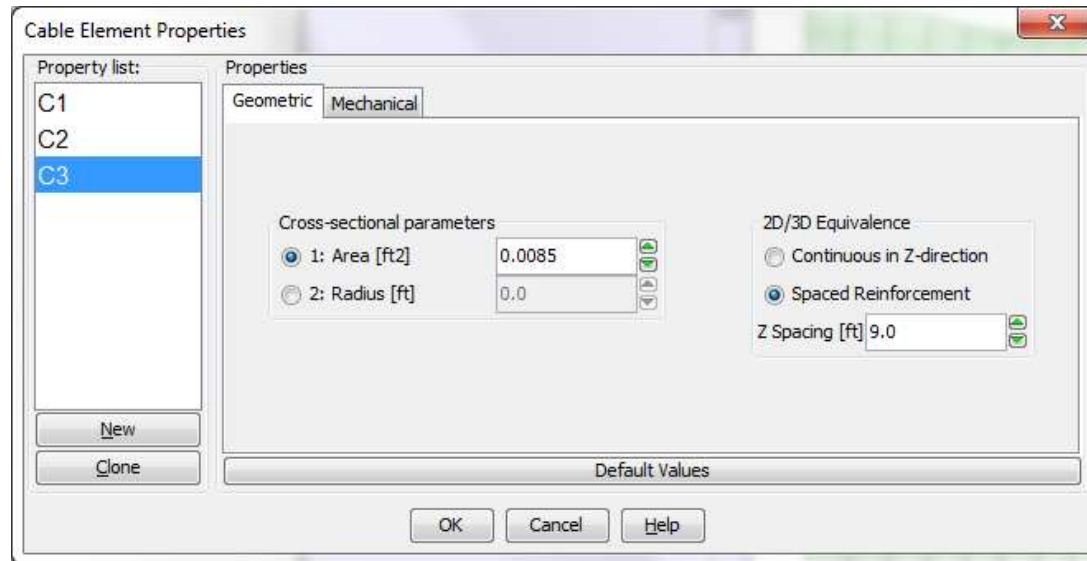 Cable Element Properties
Property list:
C1
C2
C3
New
Clone
Properties
Geometric Mechanical
Cross-sectional parameters
1: Area [ft2] 0.0085
2: Radius [ft] 0.0
2D/3D Equivalence
Continuous in Z-direction
Spaced Reinforcement
Z Spacing [ft] 9.0
Default Values
OK Cancel Help